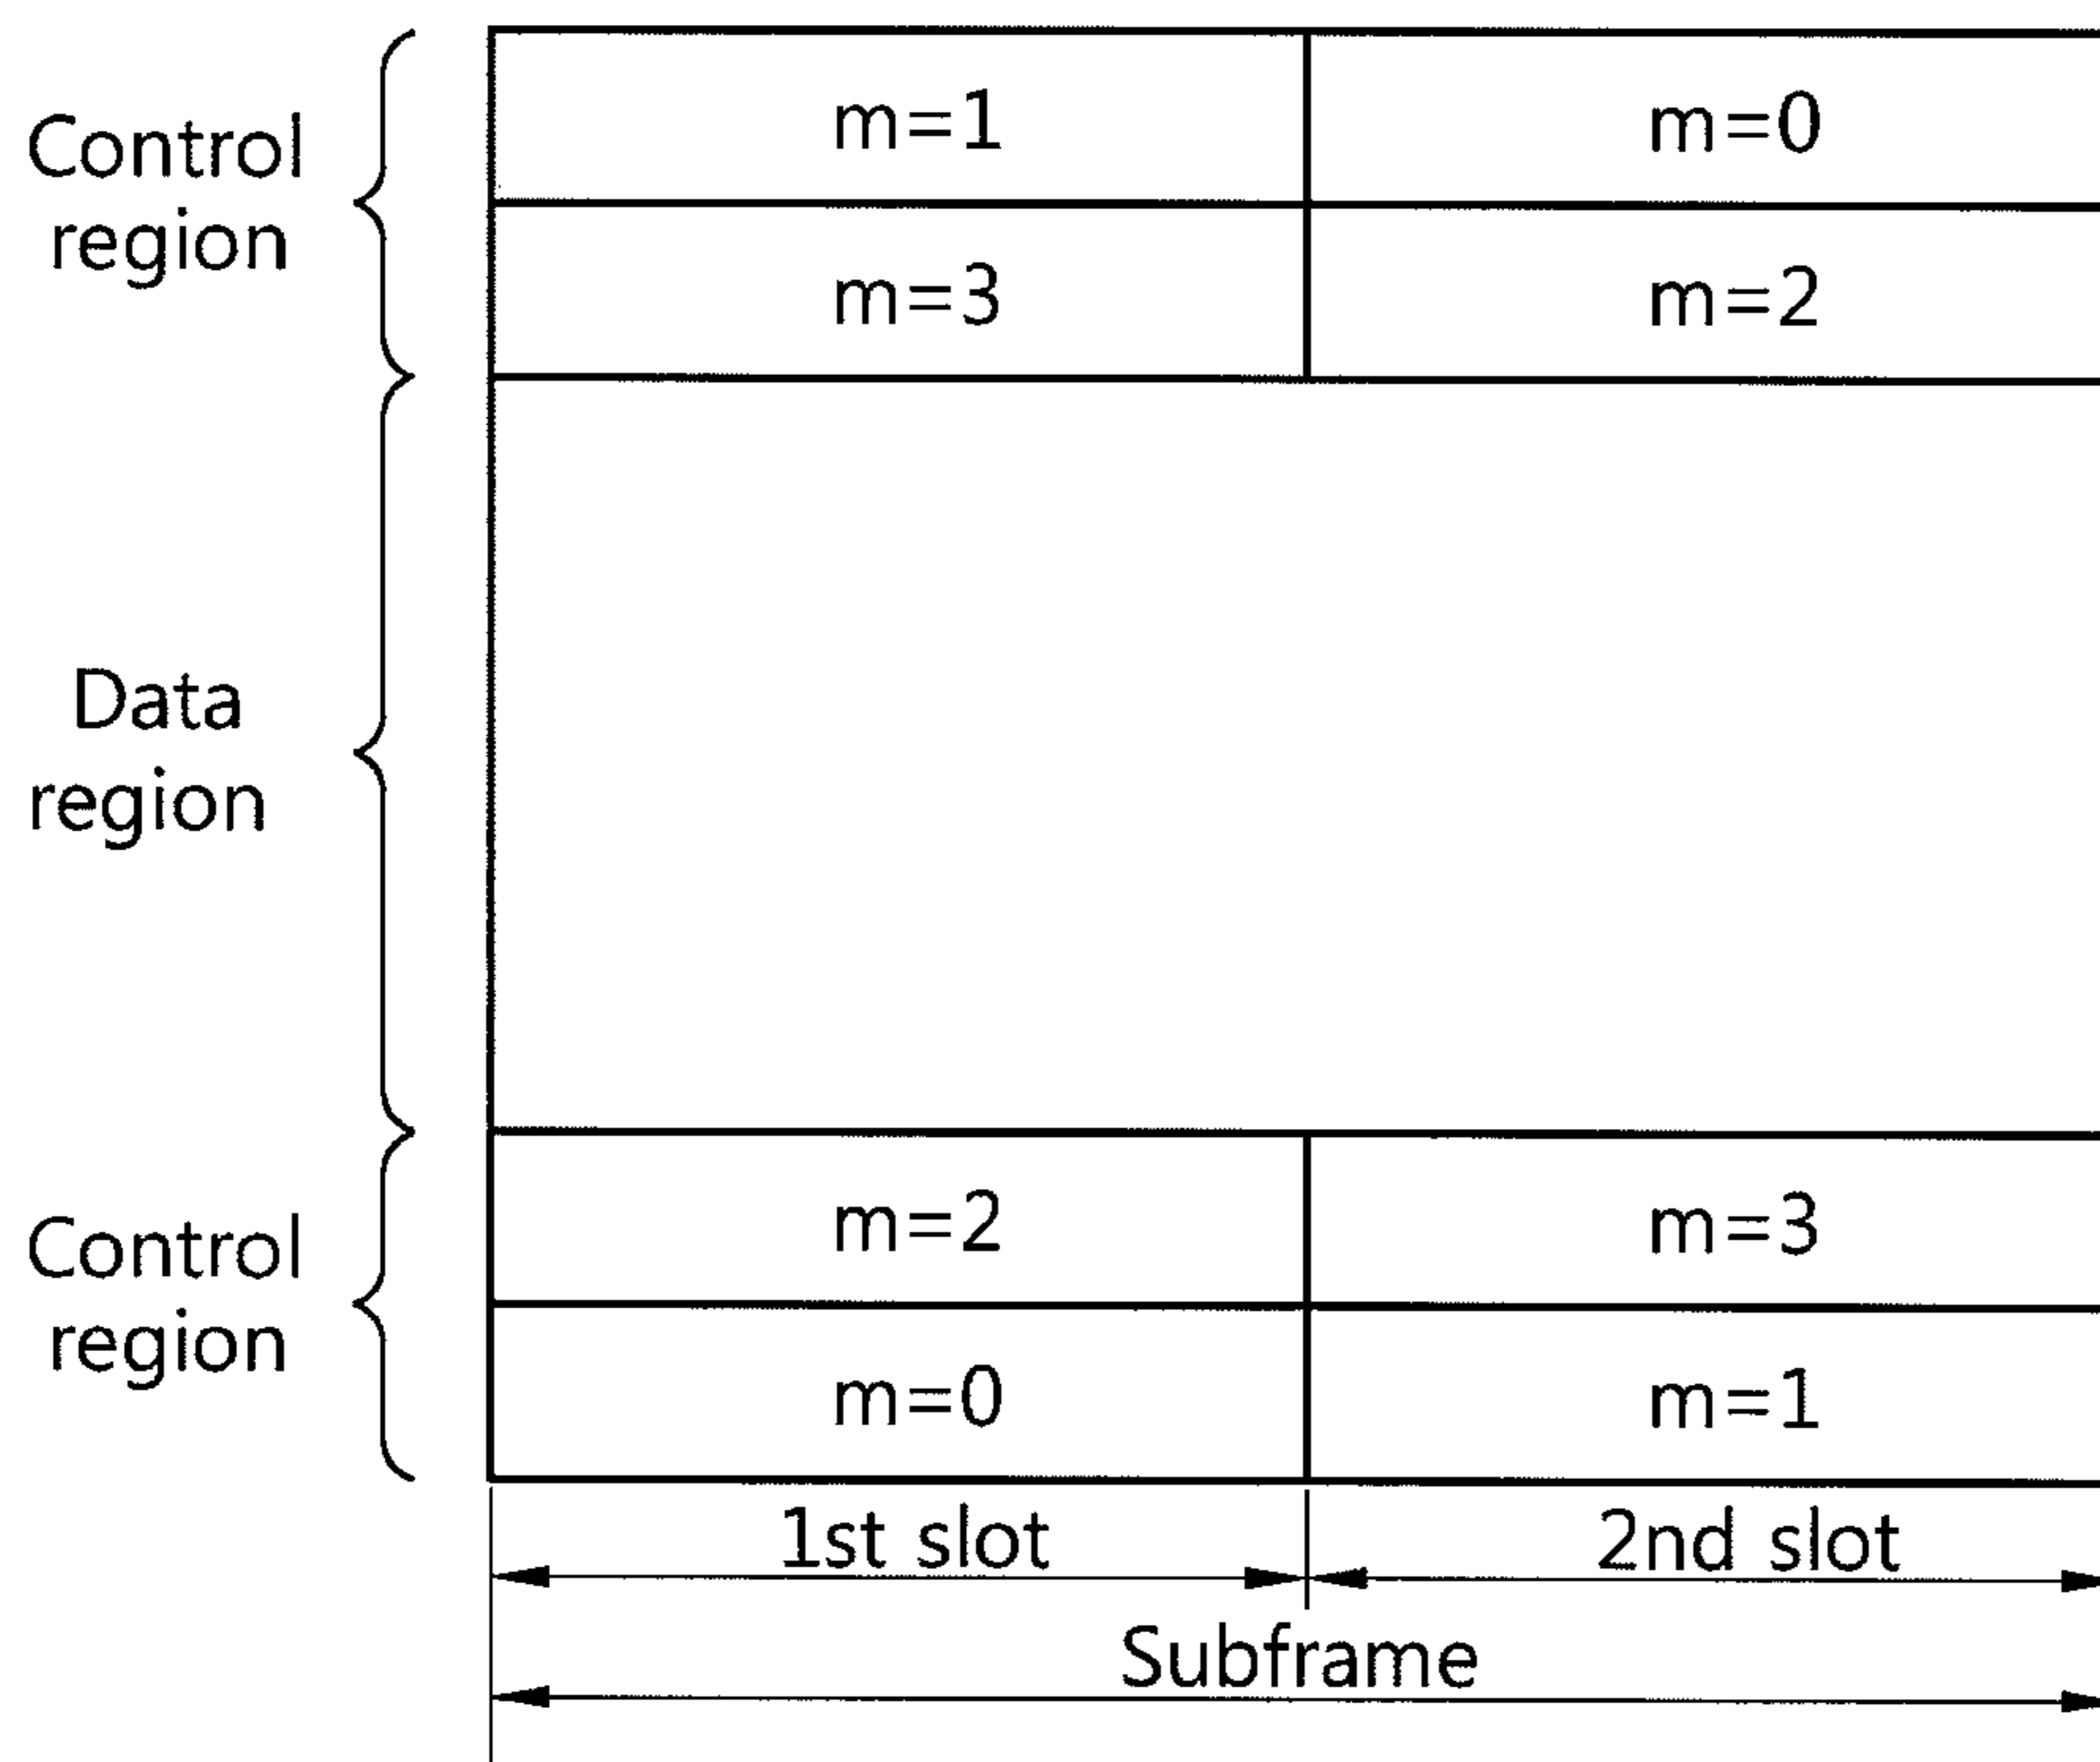 Control
region
m=1
m=0
m=3
m=2
Data
region
Control
region
m=2
m=3
m=0
m=1
1st slot
2nd slot
Subframe